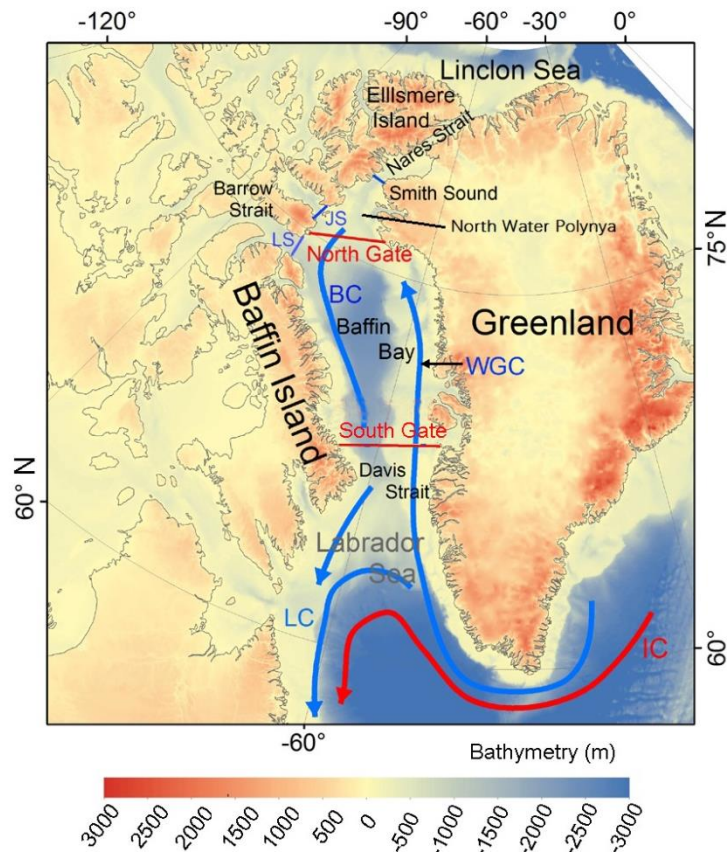 -120°
-90°
-60°
-30°
0°
Linclon Sea
Elllsmere
Island
Nares Strait
Smith Sound
Barrow
Strait
JS
LS
North Water Polynya
North Gate
75°
BC
Baffin
Bay
Greenland
Baffin Island
WGC
South Gate
Davis
Strait
60° N
Labrador
Sea
LC
IC
60°
-60°
Bathymetry (m)
3000
2500
2000
1500
1000
500
0
-500
-1000
-1500
-2000
-2500
-3000